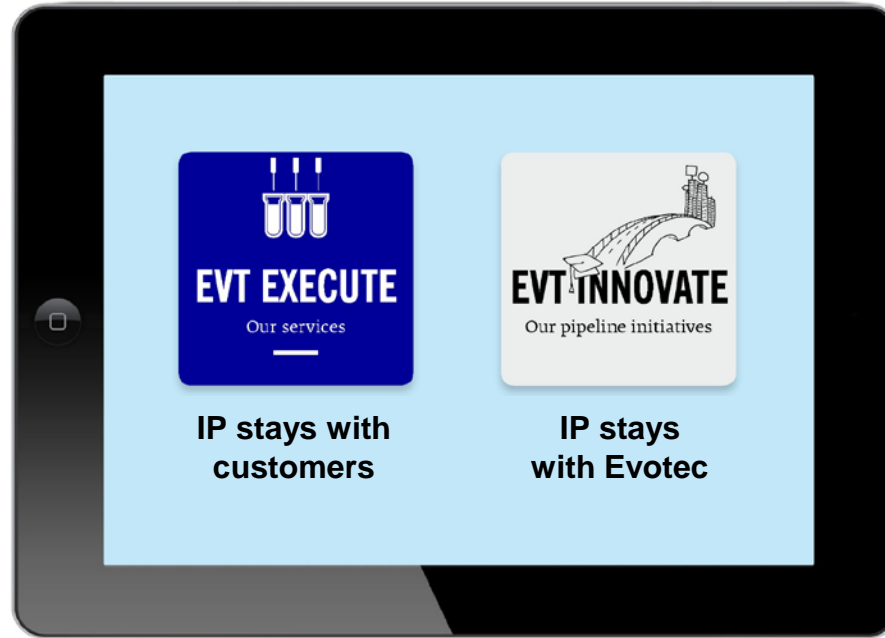 EVT EXECUTE
Our services
IP stays with
customers
EVT INNOVATE
Our pipeline initiatives
IP stays
with Evotec